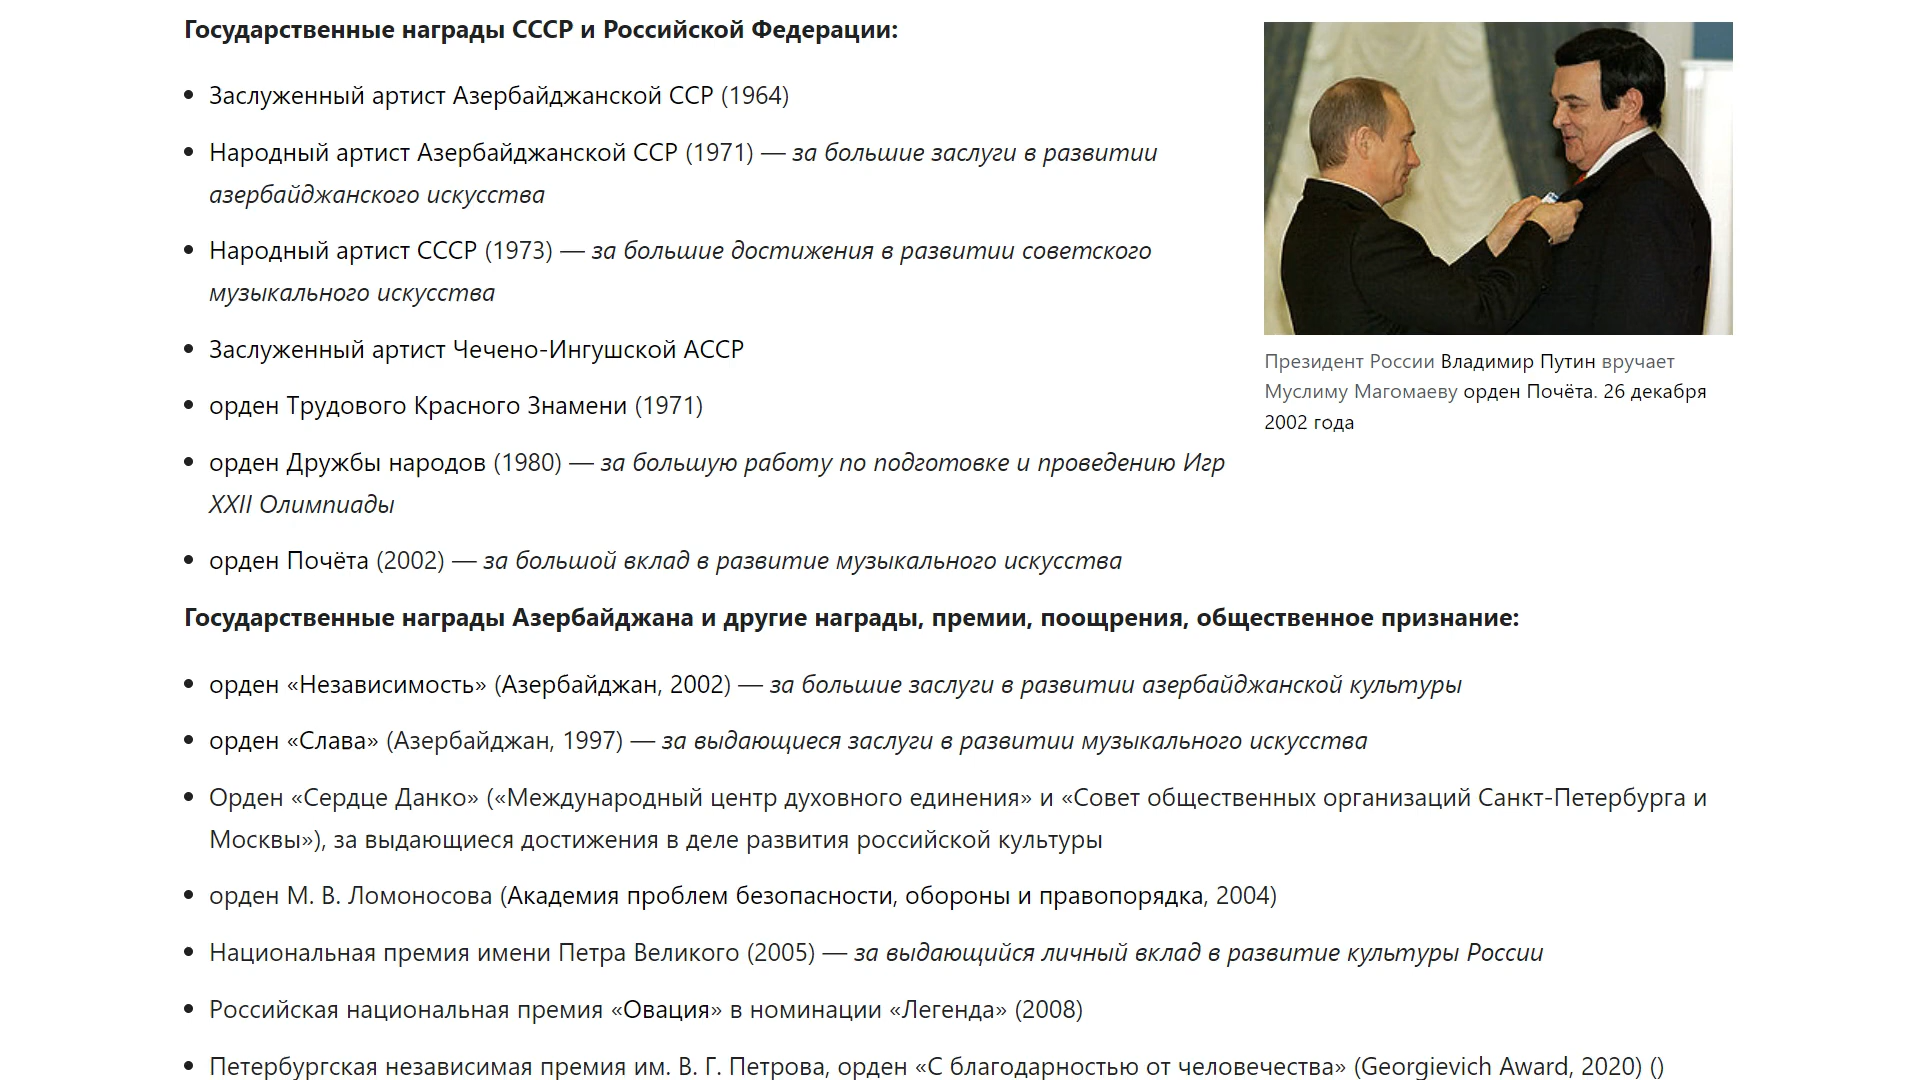 Государственные награды СССР и Российской Федерации:
Заслуженный артист Азербайджанской ССР (1964)
Народный артист Азербайджанской ССР (1971) — за большие заслуги в развитии
азербайджанского искусства
Народный артист СССР (1973) — за большие достижения в развитии советского
музыкального искусства
Заслуженный артист Чечено-Ингушской АССР
орден Трудового Красного Знамени (1971)
орден Дружбы народов (1980) — за большую работу по подготовке и проведению Игр
XXII Олимпиады
орден Почёта (2002) — за большой вклад в развитие музыкального искусства
Президент России Владимир Путин вручает
Муслиму Магомаеву орден Почёта. 26 декабря
2002 года
Государственные награды Азербайджана и другие награды, премии, поощрения, общественное признание:
орден «Независимость» (Азербайджан, 2002) — за большие заслуги в развитии азербайджанской культуры
орден «Слава» (Азербайджан, 1997) — за выдающиеся заслуги в развитии музыкального искусства
Орден «Сердце Данко» («Международный центр духовного единения» и «Совет общественных организаций Санкт-Петербурга и
Москвы»), за выдающиеся достижения в деле развития российской культуры
орден М. В. Ломоносова (Академия проблем безопасности, обороны и правопорядка, 2004)
Национальная премия имени Петра Великого (2005) — за выдающийся личный вклад в развитие культуры России
Российская национальная премия «Овация» в номинации «Легенда» (2008)
Петербургская независимая премия им. В. Г. Петрова, орден «С благодарностью от человечества» (Georgievich Award, 2020) ()